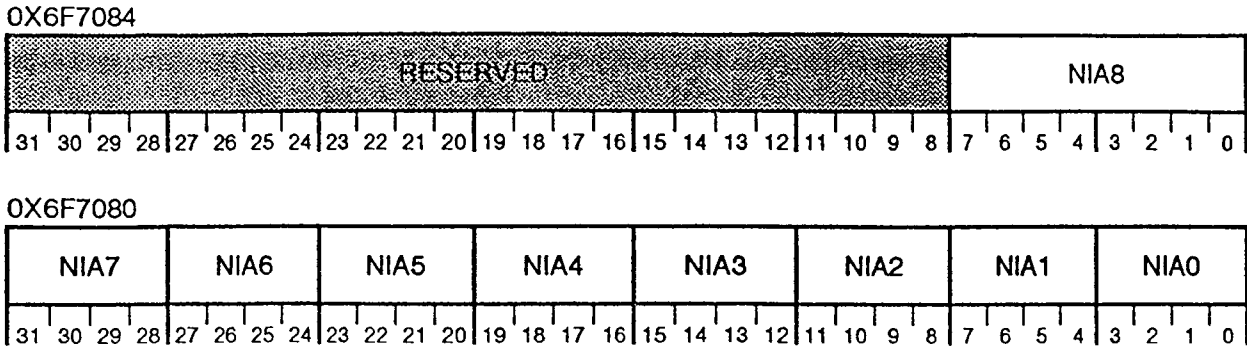 0X6F7084
RESERVED NIA8
31 30 29 28 27 26 25 24 23 22 21 20 19 18 17 16 15 14 13 12 11 10 9 8 7 6 5 4 3 2 1 0
0X6F7080
NIA7 NIA6 NIA5 NIA4 NIA3 NIA2 NIA1 NIA0
31 30 29 28 27 26 25 24 23 22 21 20 19 18 17 16 15 14 13 12 11 10 9 8 7 6 5 4 3 2 1 0